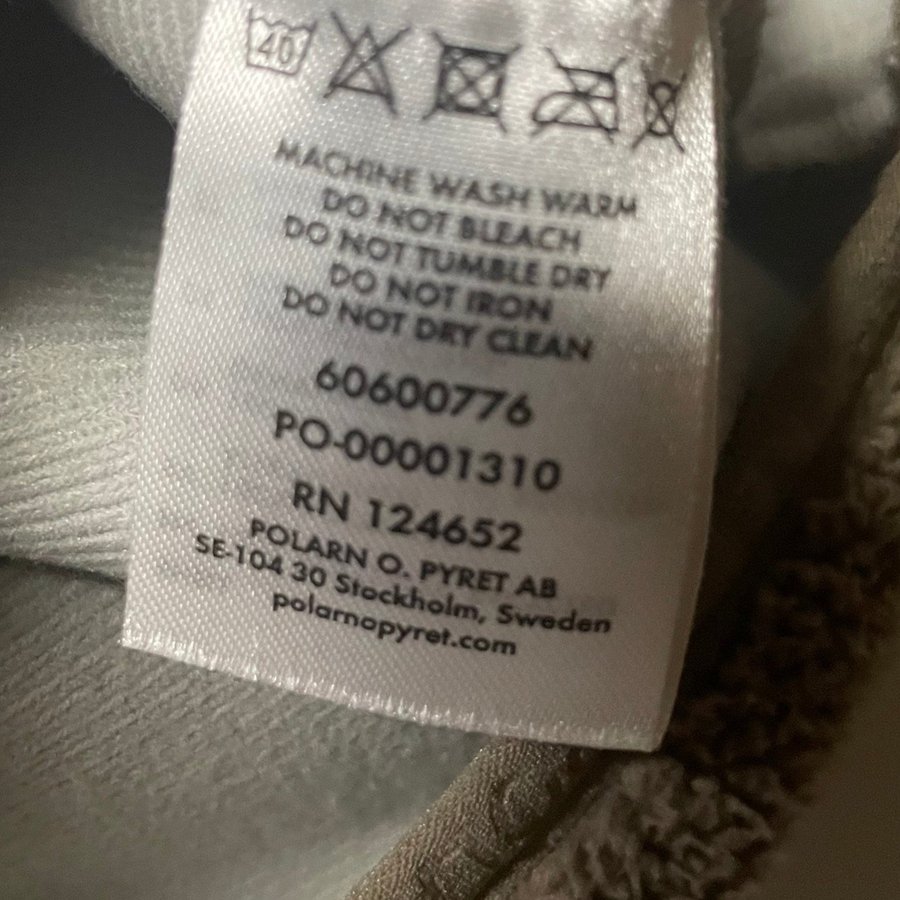 40
MACHINE WASH WARM
DO NOT BLEACH
DO NOT TUMBLE DRY
DO NOT IRON
DO NOT DRY CLEAN
60600776
PO-00001310
RN 124652
POLARN O. PYRET AB
SE-104 30 Stockholm, Sweden
polarnopyret.com